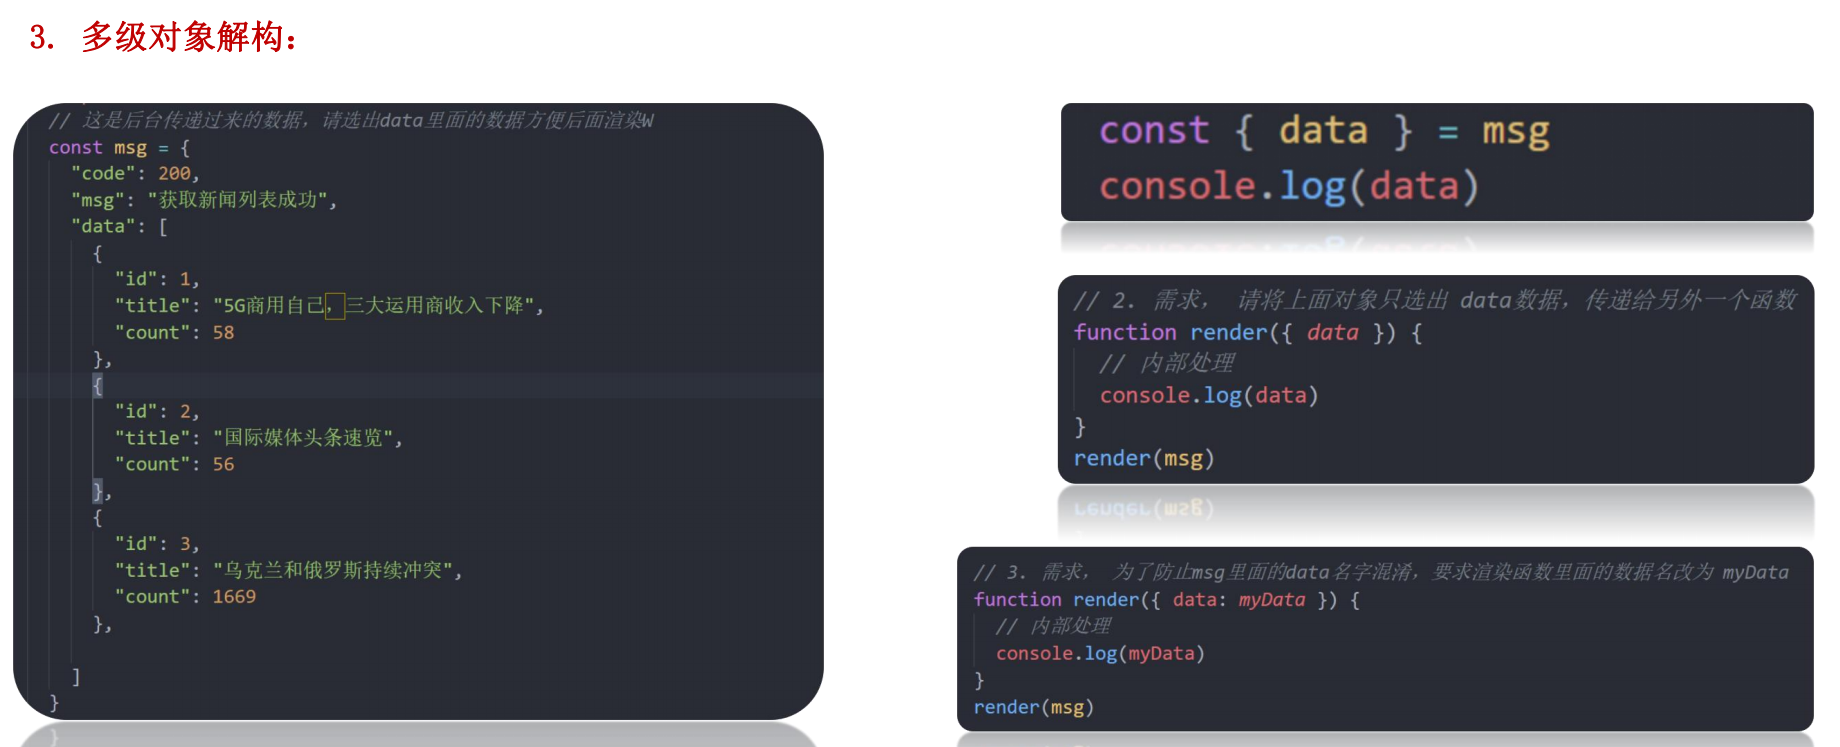 3. 多级对象解构:
// 这是后台传递过来的数据，请选出data里面的数据方便后面渲染W
const msg = {
"code": 200,
"msg": "获取新闻列表成功",
"data": [
{
"id": 1,
"title": "5G商用自己，三大运用商收入下降",
"count": 58
},
{
"id": 2,
"title": "国际媒体头条速览",
"count": 56
},
{
"id": 3,
"title": "乌克兰和俄罗斯持续冲突",
"count": 1669
},
]
}
const { data } = msg
console.log(data)
// 2. 需求， 请将上面对象只选出 data数据，传递给另外一个函数
function render({ data }) {
// 内部处理
console.log(data)
}
render(msg)
// 3. 需求， 为了防止msg里面的data名字混淆，要求渲染函数里面的数据名改为 myData
function render({ data: myData }) {
// 内部处理
console.log(myData)
}
render(msg)